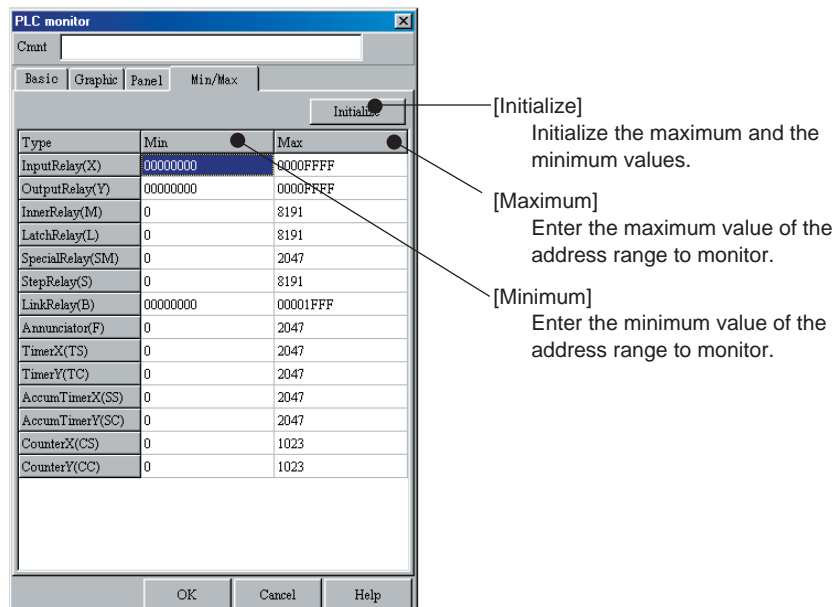 PLC monitor
Cmnt
Basic Graphic Panel Min/Max
Initialize
Type Min Max
InputRelay(X) 00000000 0000FFFF
OutputRelay(Y) 00000000 0000FFFF
InnerRelay(M) 0 8191
LatchRelay(L) 0 8191
SpecialRelay(SM) 0 2047
StepRelay(S) 0 8191
LinkRelay(B) 00000000 00001FFF
Annunciator(F) 0 2047
TimerX(TS) 0 2047
TimerY(TC) 0 2047
AccumTimerX(SS) 0 2047
AccumTimerY(SC) 0 2047
CounterX(CS) 0 1023
CounterY(CC) 0 1023
OK Cancel Help
[Initialize]
Initialize the maximum and the
minimum values.
[Maximum]
Enter the maximum value of the
address range to monitor.
[Minimum]
Enter the minimum value of the
address range to monitor.